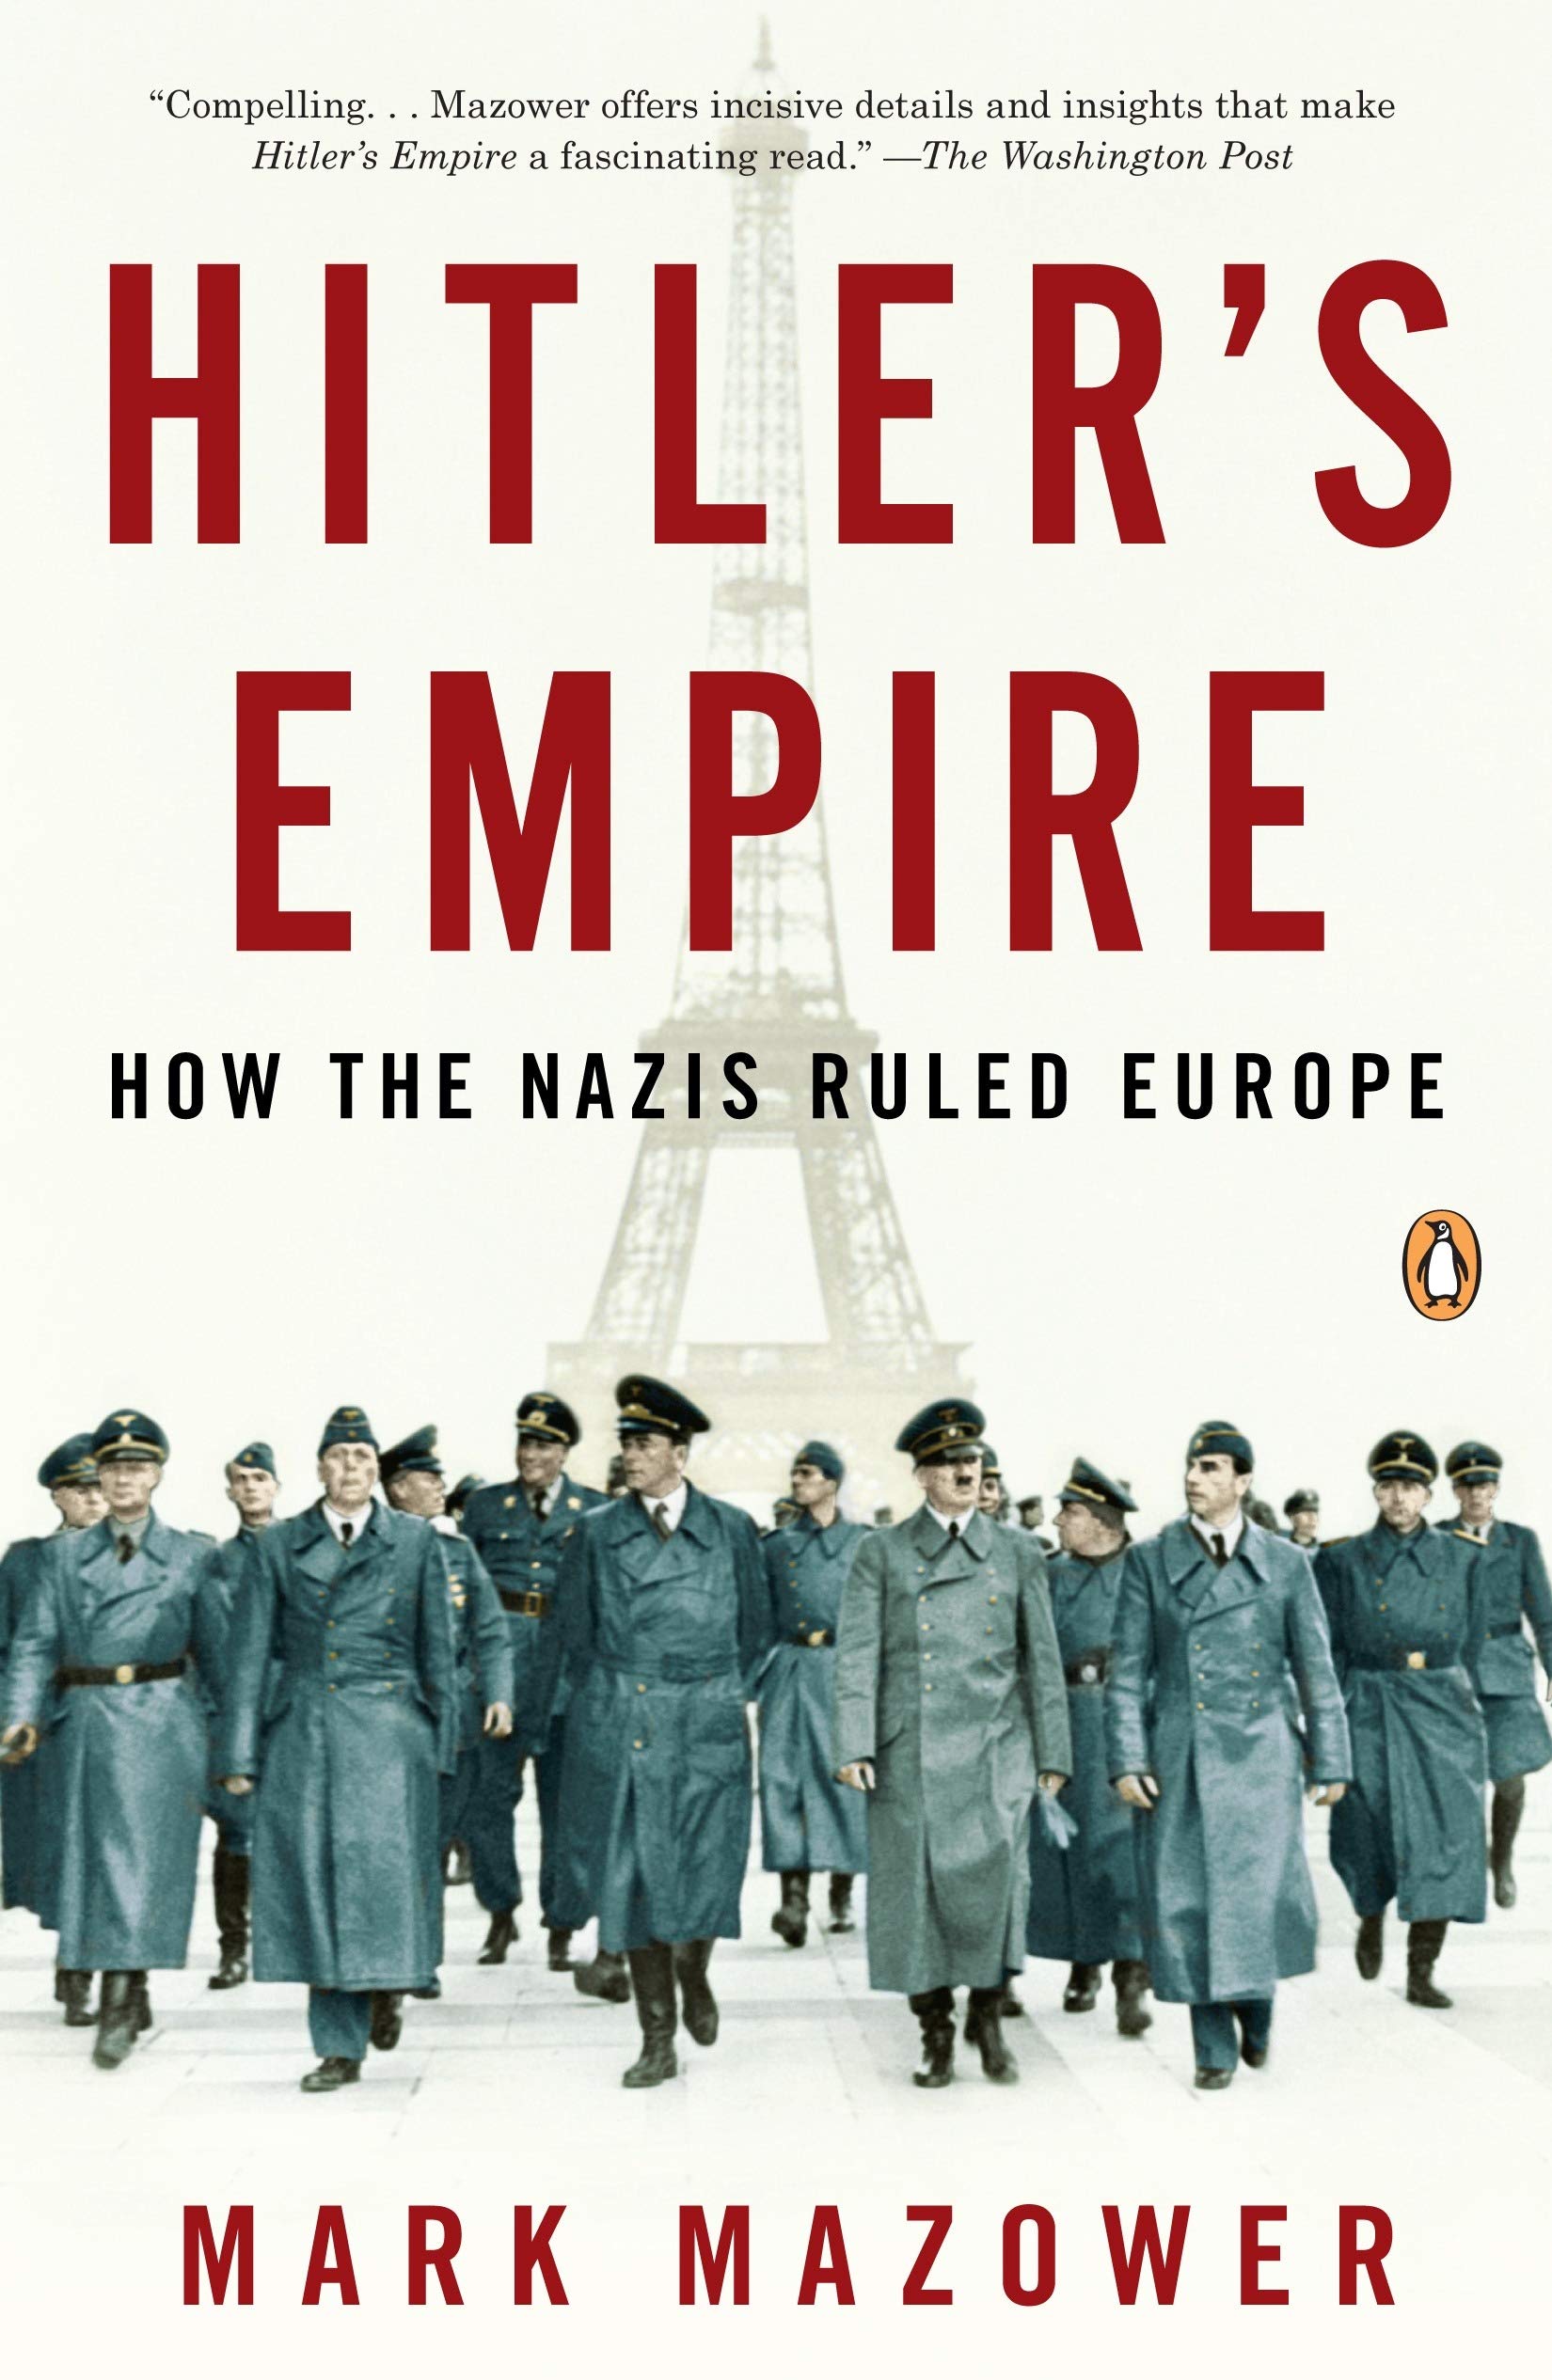 “Compelling. . . Mazower offers incisive details and insights that make
Hitler’s Empire a fascinating read.” —The Washington Post
HITLER’S
EMPIRE
HOW THE NAZIS RULED EUROPE
MARK MAZOWER